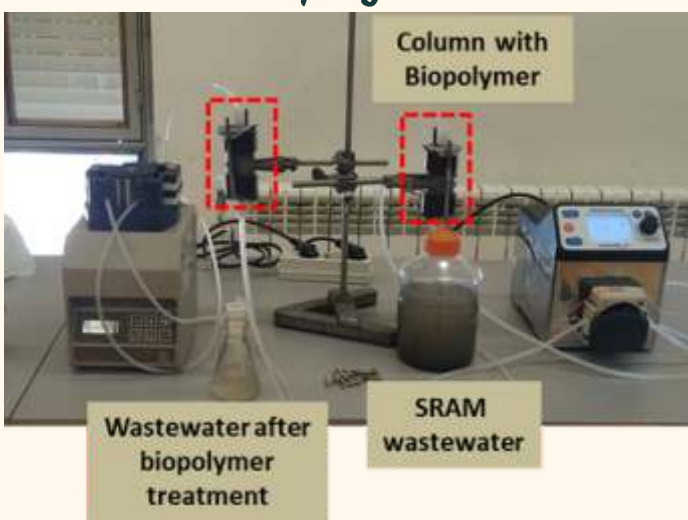 Column with
Biopolymer
Wastewater after
biopolymer
treatment
SRAM
wastewater